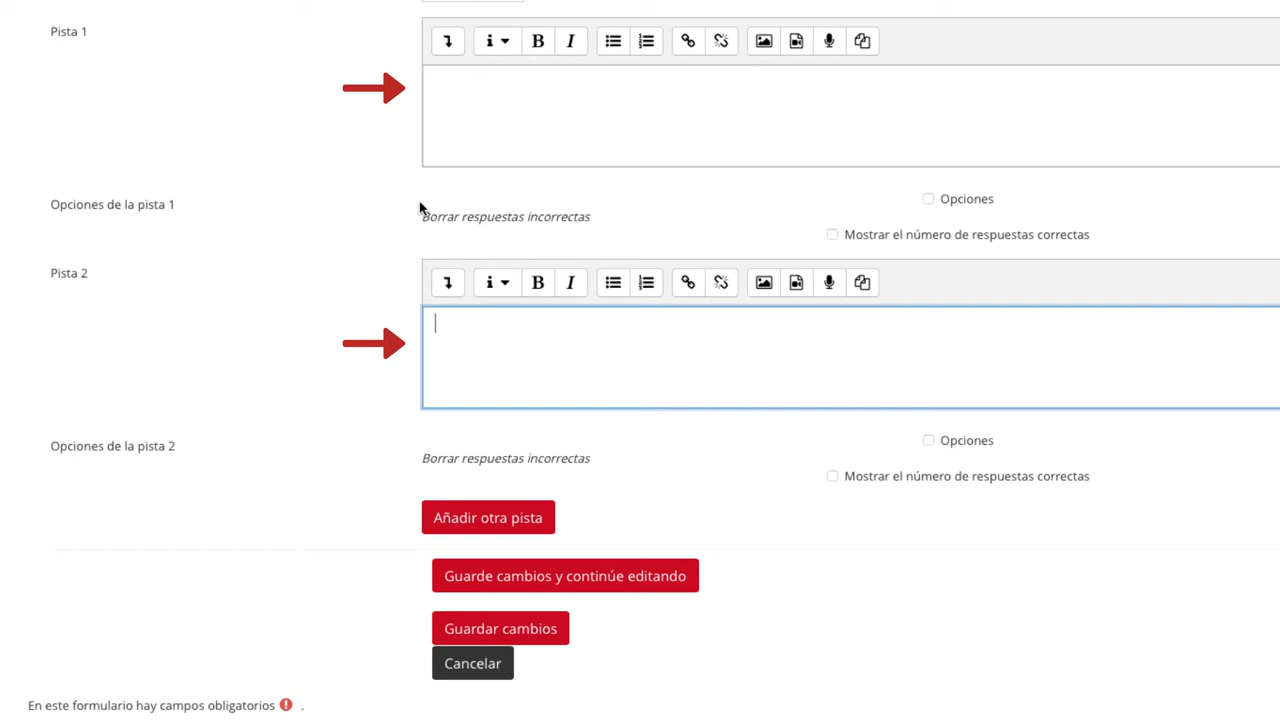 Pista 1
Opciones de la pista 1
Borrar respuestas incorrectas
Opciones
Mostrar el número de respuestas correctas
Pista 2
Opciones de la pista 2
Borrar respuestas incorrectas
Opciones
Mostrar el número de respuestas correctas
Añadir otra pista
Guarde cambios y continúe editando
Guardar cambios
Cancelar
En este formulario hay campos obligatorios .